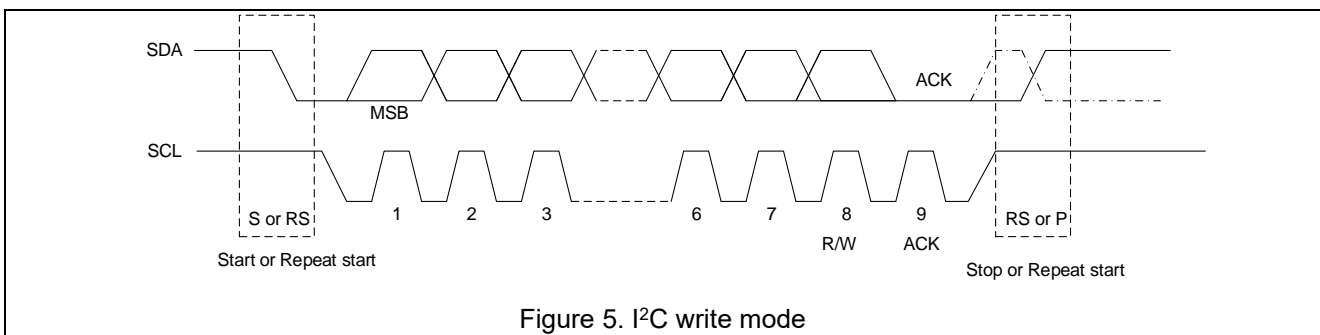 SDA
ACK
MSB
SCL
S or RS 1 2 3 6 7 8 9 RS or P
R/W ACK
Start or Repeat start Stop or Repeat start
Figure 5. I²C write mode